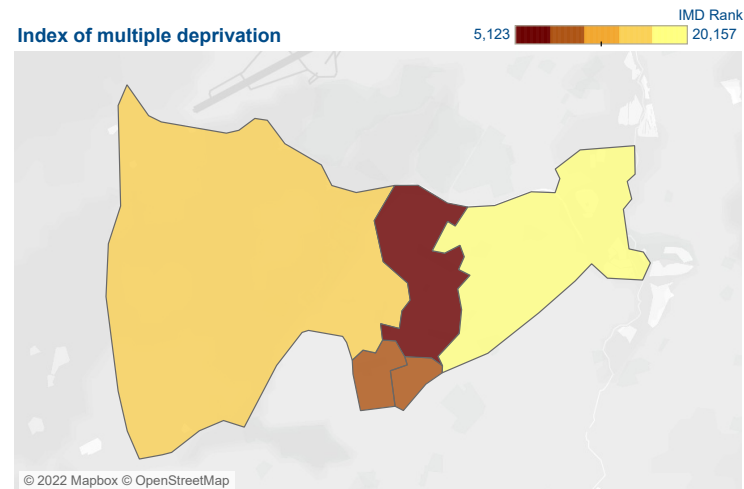 IMD Rank
Index of multiple deprivation
5,123 20,157
© 2022 Mapbox © OpenStreetMap